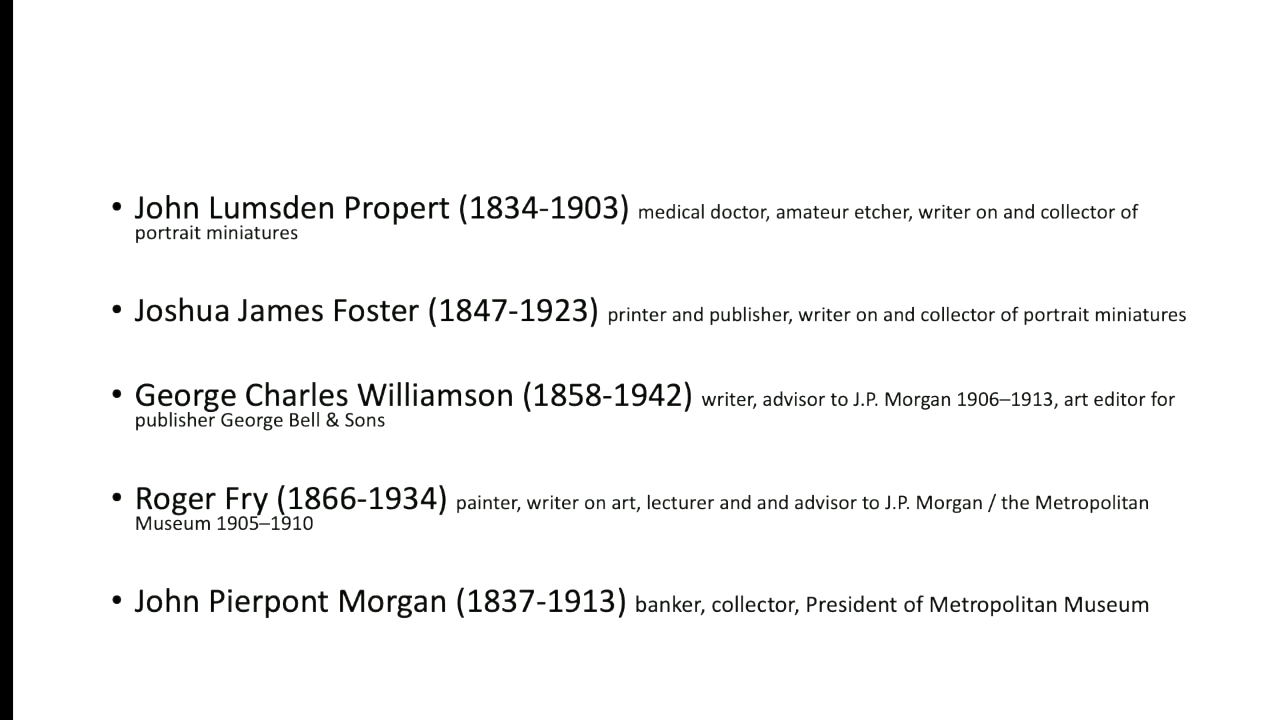 • John Lumsden Propert (1834-1903) medical doctor, amateur etcher, writer on and collector of
portrait miniatures
• Joshua James Foster (1847-1923) printer and publisher, writer on and collector of portrait miniatures
• George Charles Williamson (1858-1942) writer, advisor to J.P. Morgan 1906–1913, art editor for
publisher George Bell & Sons
• Roger Fry (1866-1934) painter, writer on art, lecturer and and advisor to J.P. Morgan / the Metropolitan
Museum 1905–1910
• John Pierpont Morgan (1837-1913) banker, collector, President of Metropolitan Museum